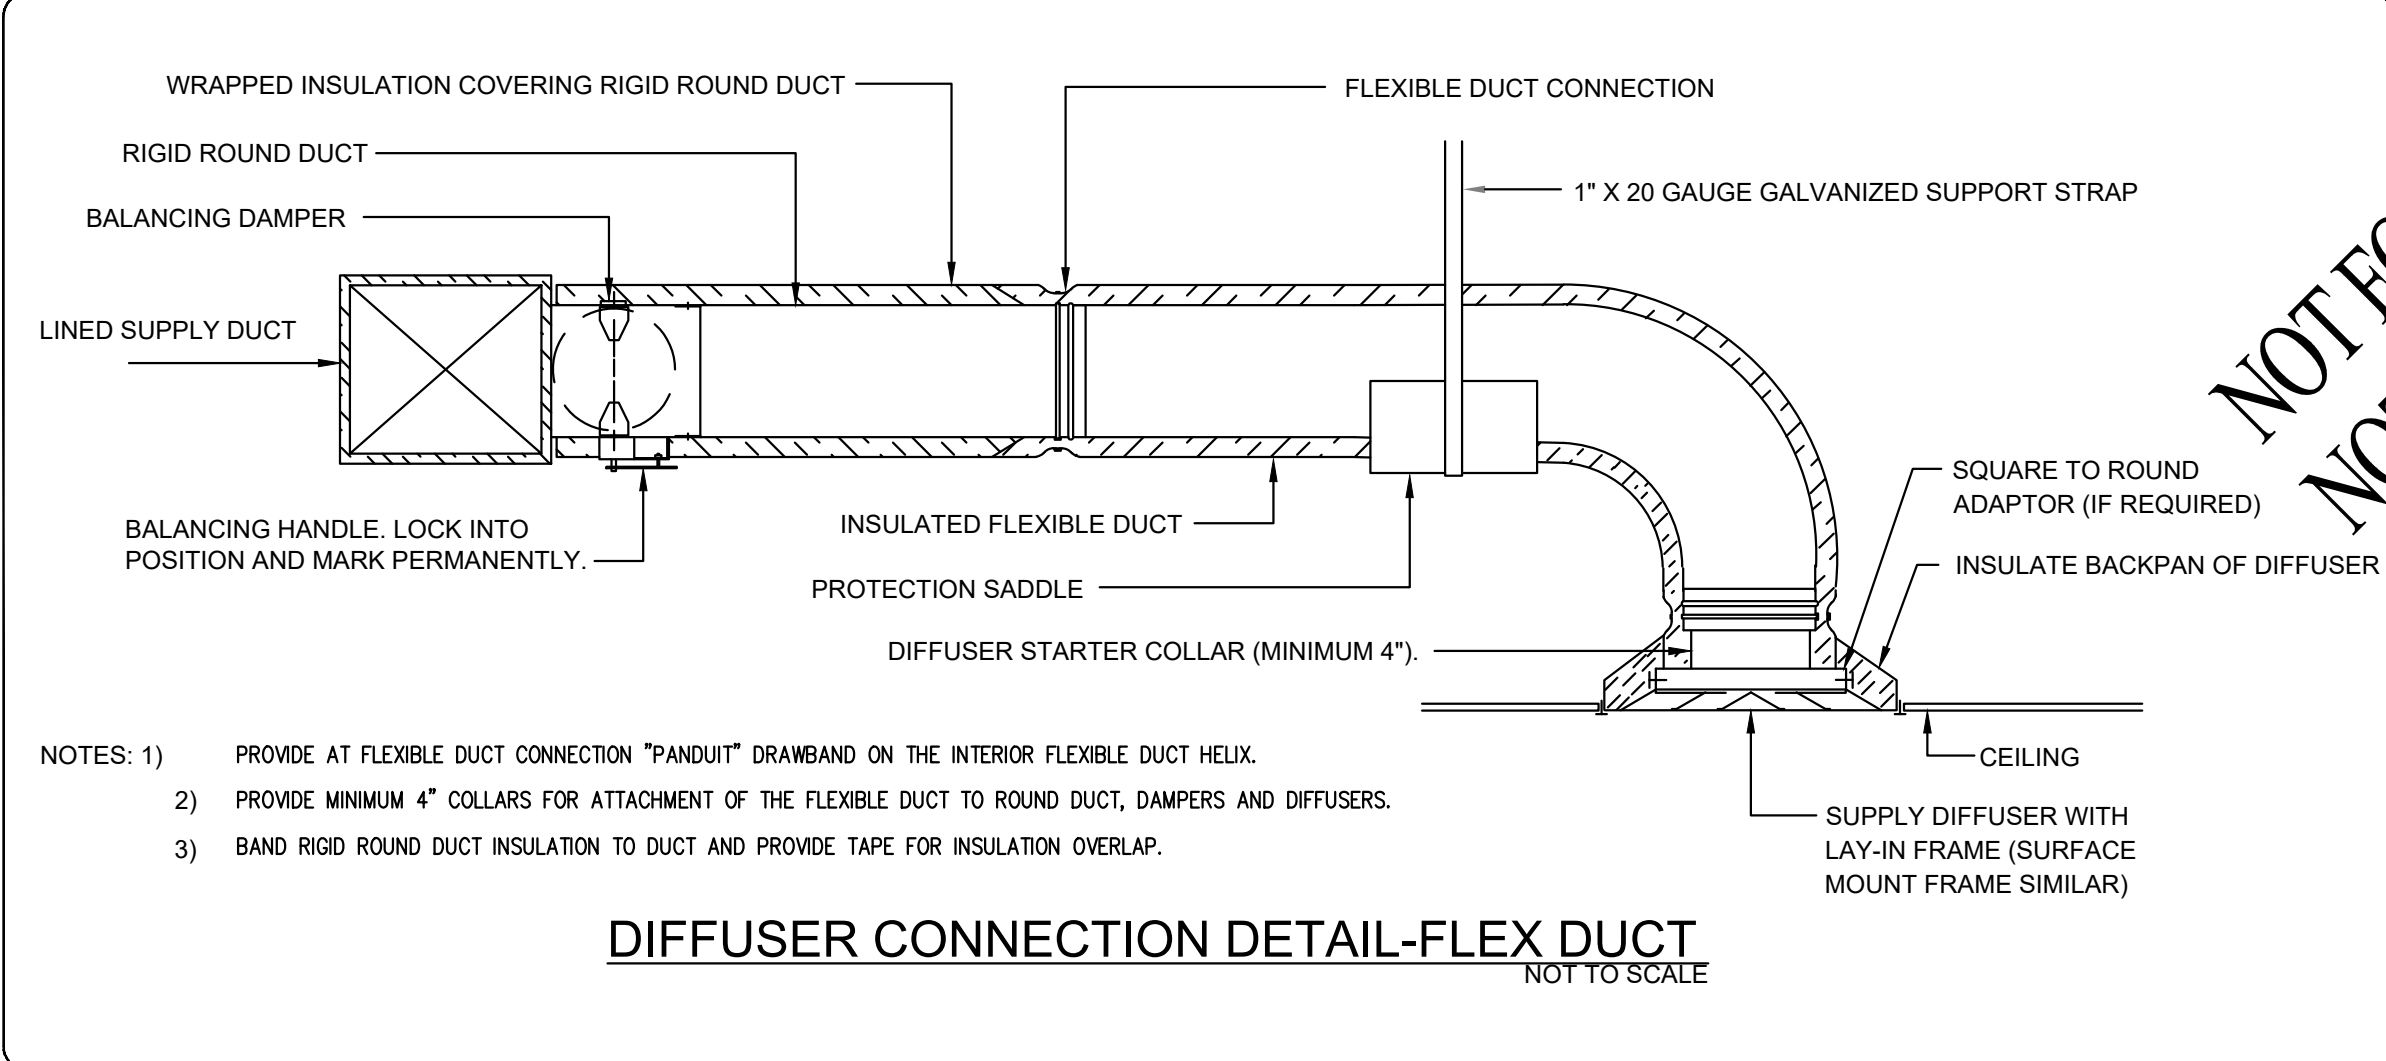 WRAPPED INSULATION COVERING RIGID ROUND DUCT
FLEXIBLE DUCT CONNECTION
RIGID ROUND DUCT
1" X 20 GAUGE GALVANIZED SUPPORT STRAP
BALANCING DAMPER
LINED SUPPLY DUCT
NOT
SQUARE TO ROUND
ADAPTOR (IF REQUIRED)
BALANCING HANDLE. LOCK INTO
POSITION AND MARK PERMANENTLY.
INSULATED FLEXIBLE DUCT
INSULATE BACKPAN OF DIFFUSER
PROTECTION SADDLE
DIFFUSER STARTER COLLAR (MINIMUM 4").
NOTES: 1) PROVIDE AT FLEXIBLE DUCT CONNECTION "PANDUIT" DRAWBAND ON THE INTERIOR FLEXIBLE DUCT HELIX.
2) PROVIDE MINIMUM 4" COLLARS FOR ATTACHMENT OF THE FLEXIBLE DUCT TO ROUND DUCT, DAMPERS AND DIFFUSERS.
3) BAND RIGID ROUND DUCT INSULATION TO DUCT AND PROVIDE TAPE FOR INSULATION OVERLAP.
CEILING
SUPPLY DIFFUSER WITH
LAY-IN FRAME (SURFACE
MOUNT FRAME SIMILAR)
DIFFUSER CONNECTION DETAIL-FLEX DUCT
NOT TO SCALE